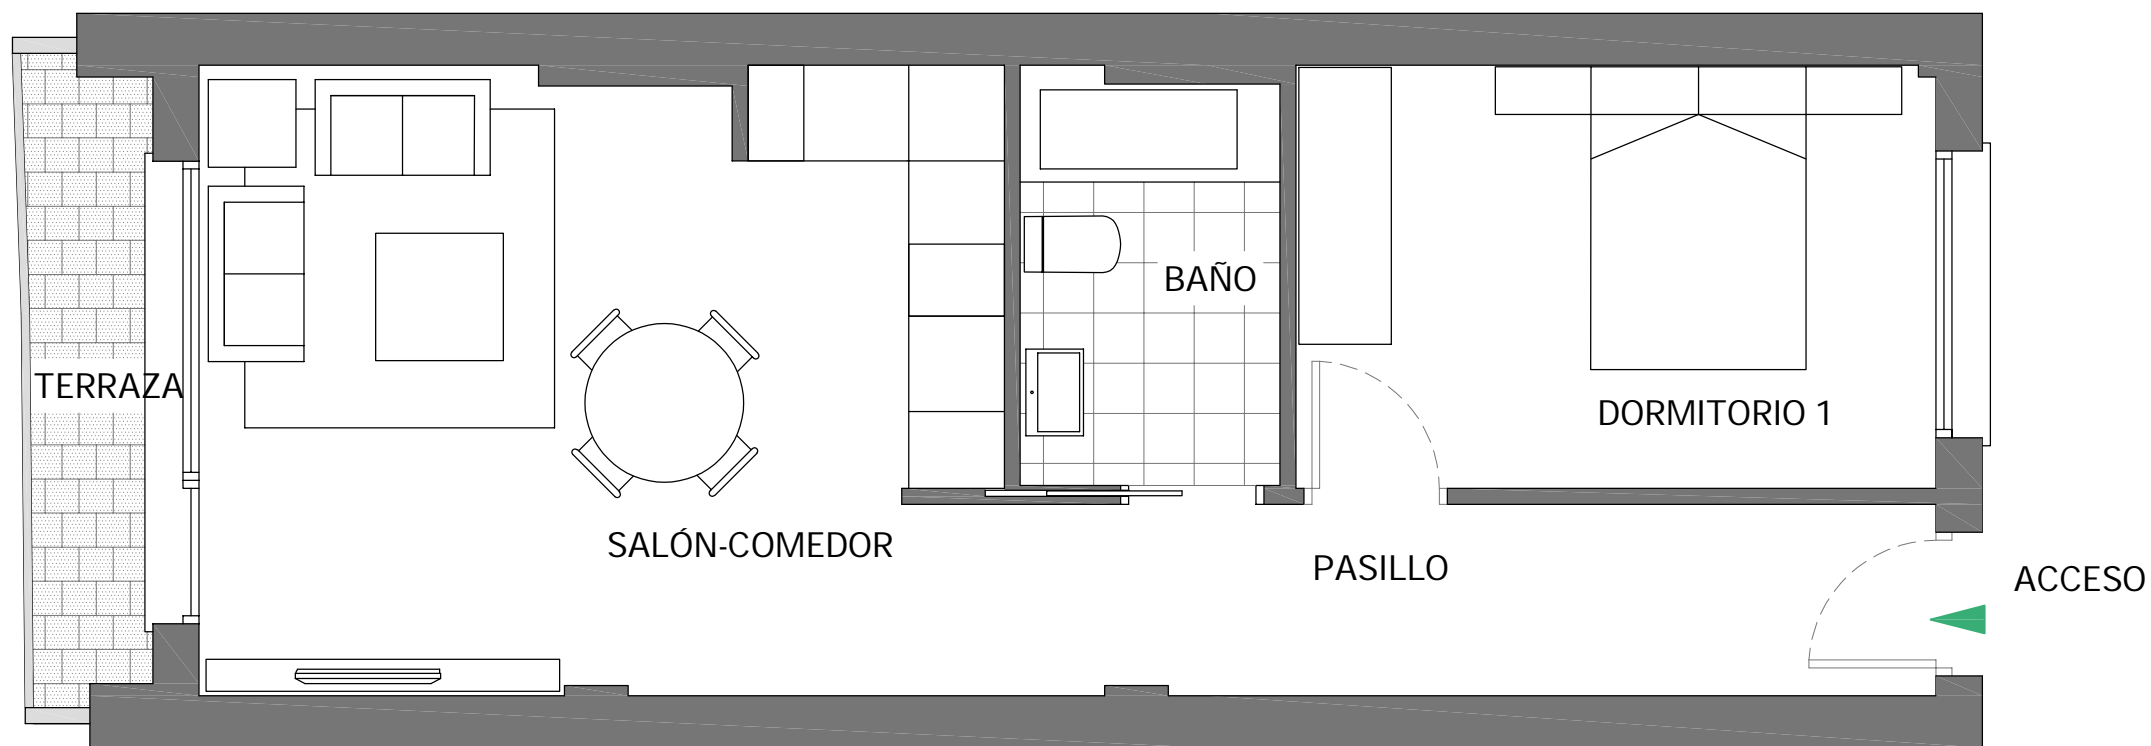 BAÑO
TERRAZA
DORMITORIO 1
SALÓN-COMEDOR
PASILLO
ACCESO